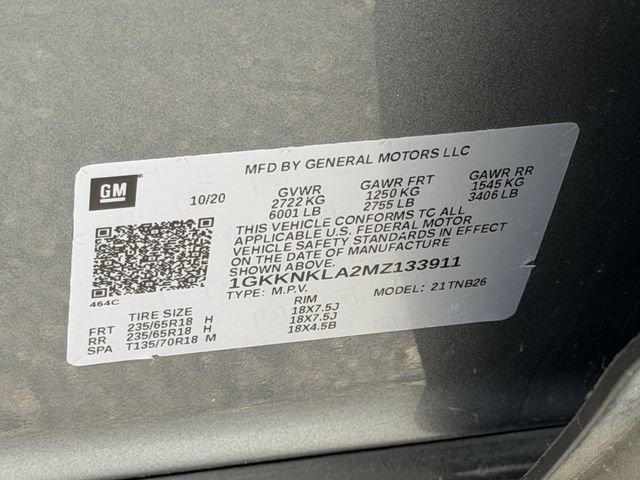 MFD BY GENERAL MOTORS LLC
GM
10/20
GVWR GAWR FRT GAWR RR
2722 KG 1250 KG 1545 KG
6001 LB 2755 LB 3406 LB
THIS VEHICLE CONFORMS TO ALL
APPLICABLE U.S. FEDERAL MOTOR
VEHICLE SAFETY STANDARDS IN EFFECT
ON THE DATE OF MANUFACTURE
SHOWN ABOVE.
1GKKNKLA2MZ133911
464C
TYPE: M.P.V. MODEL: 21TNB26
TIRE SIZE RIM
FRT 235/65R18 H 18X7.5J
RR 235/65R18 H 18X7.5J
SPA T135/70R18 M 18X4.5B